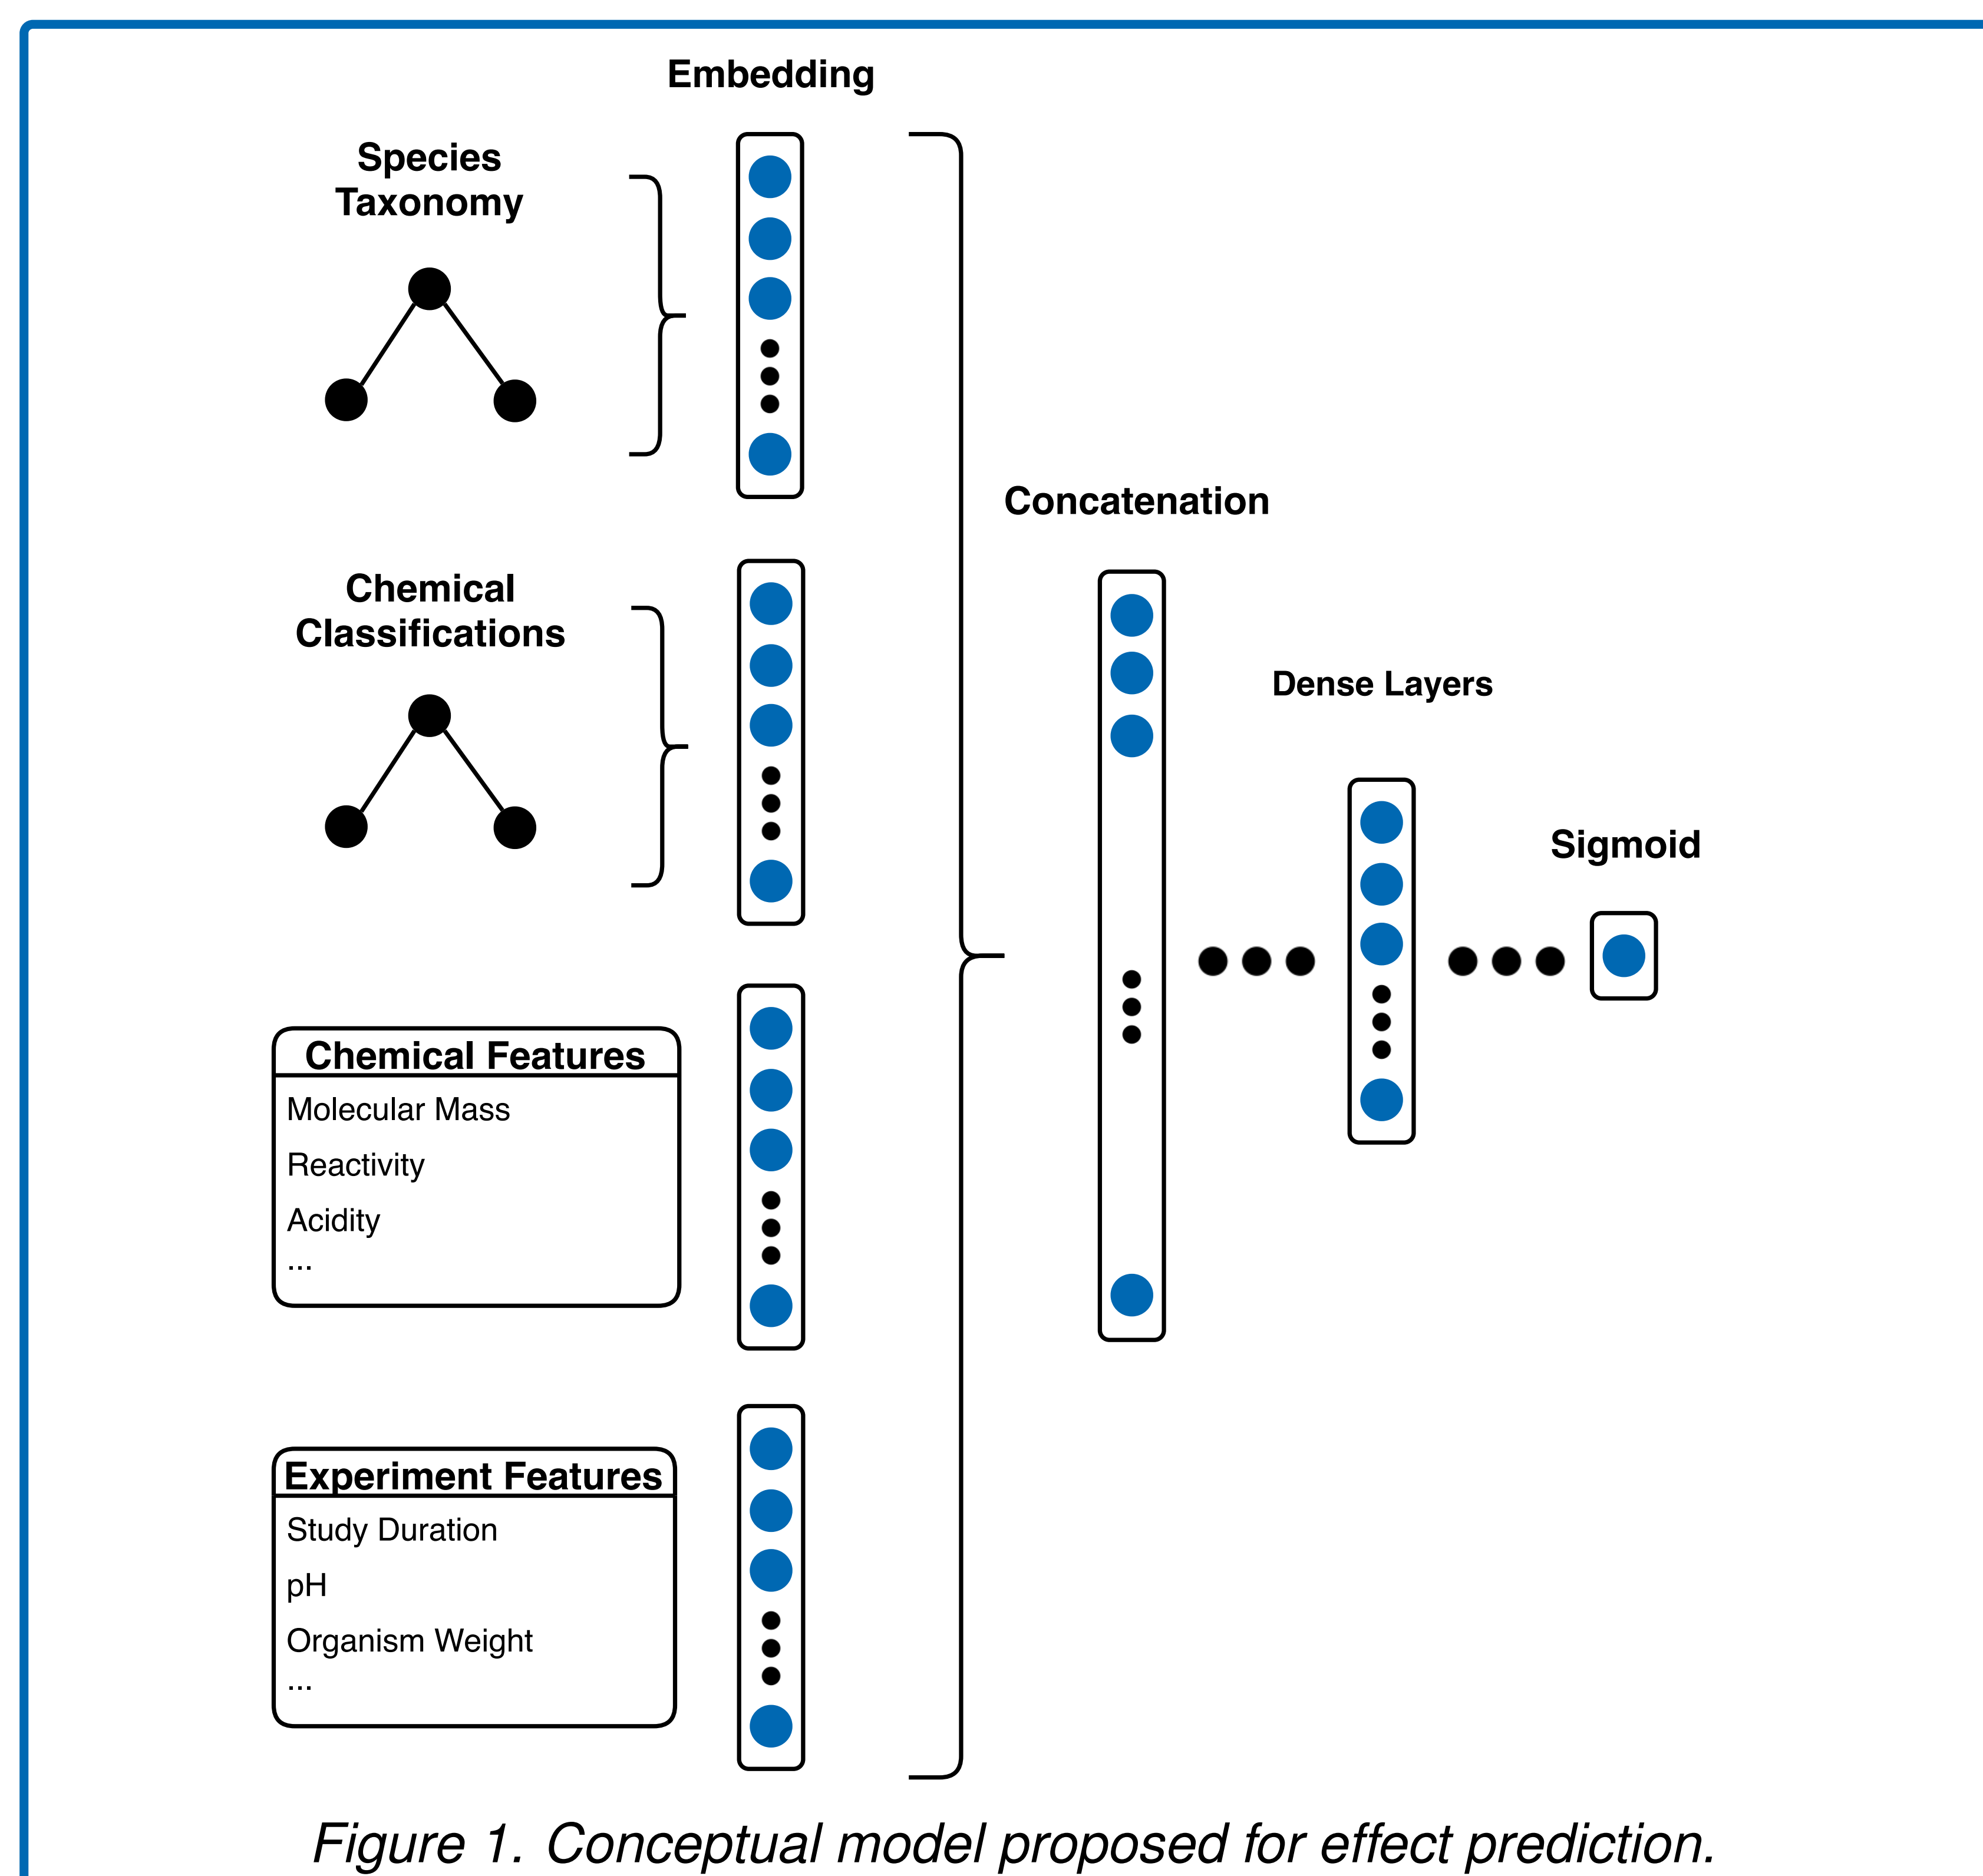 Embedding
Species
Taxonomy
Chemical
Classifications
Concatenation
Dense Layers
Sigmoid
Chemical Features
Molecular Mass
Reactivity
Acidity
...
Experiment Features
Study Duration
pH
Organism Weight
...
Figure 1. Conceptual model proposed for effect prediction.